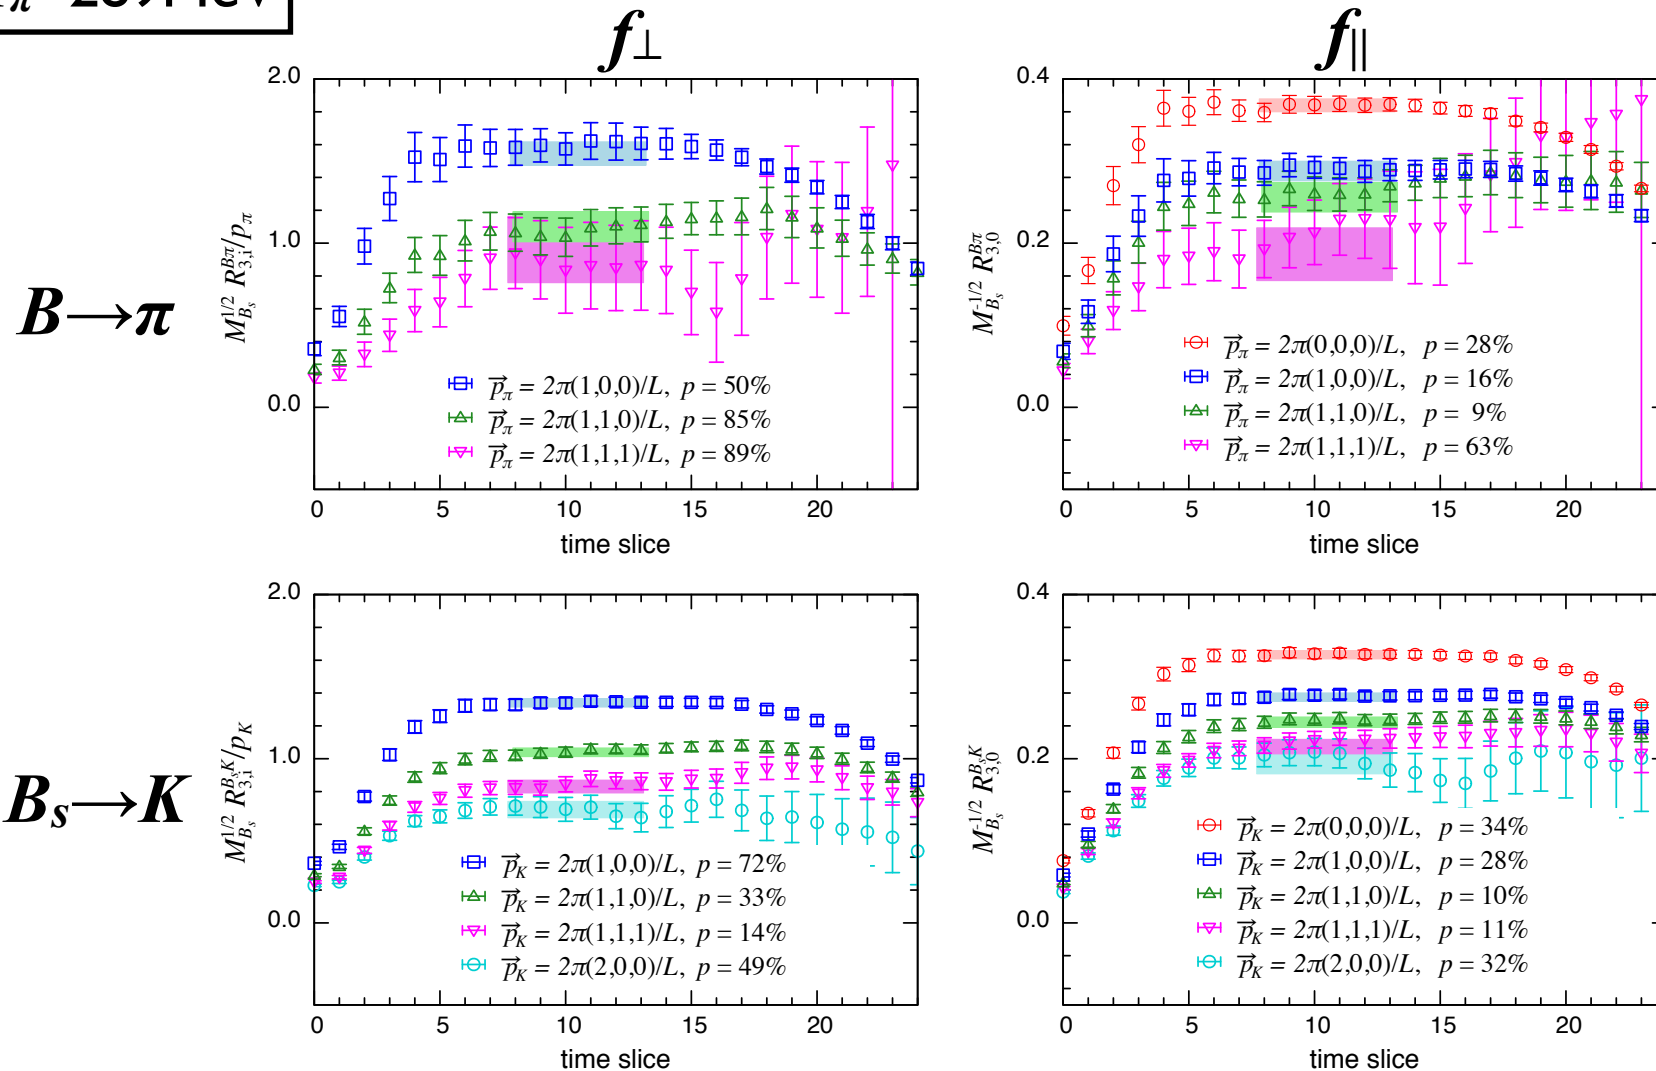 f⊥
f||
B→π
2.0
1.0
0.0
M_{B_s}^{1/2} R_{3,i}^{Bπ}/p_π
0
5
10
15
20
time slice
p⃗_π = 2π(1,0,0)/L, p = 50%
p⃗_π = 2π(1,1,0)/L, p = 85%
p⃗_π = 2π(1,1,1)/L, p = 89%
0.4
0.2
0.0
M_{B_s}^{-1/2} R_{3,0}^{Bπ}
0
5
10
15
20
time slice
p⃗_π = 2π(0,0,0)/L, p = 28%
p⃗_π = 2π(1,0,0)/L, p = 16%
p⃗_π = 2π(1,1,0)/L, p = 9%
p⃗_π = 2π(1,1,1)/L, p = 63%
B_s→K
2.0
1.0
0.0
M_{B_s}^{1/2} R_{3,i}^{B_sK}/p_K
0
5
10
15
20
time slice
p⃗_K = 2π(1,0,0)/L, p = 72%
p⃗_K = 2π(1,1,0)/L, p = 33%
p⃗_K = 2π(1,1,1)/L, p = 14%
p⃗_K = 2π(2,0,0)/L, p = 49%
0.4
0.2
0.0
M_{B_s}^{-1/2} R_{3,0}^{B_sK}
0
5
10
15
20
time slice
p⃗_K = 2π(0,0,0)/L, p = 34%
p⃗_K = 2π(1,0,0)/L, p = 28%
p⃗_K = 2π(1,1,0)/L, p = 10%
p⃗_K = 2π(1,1,1)/L, p = 11%
p⃗_K = 2π(2,0,0)/L, p = 32%